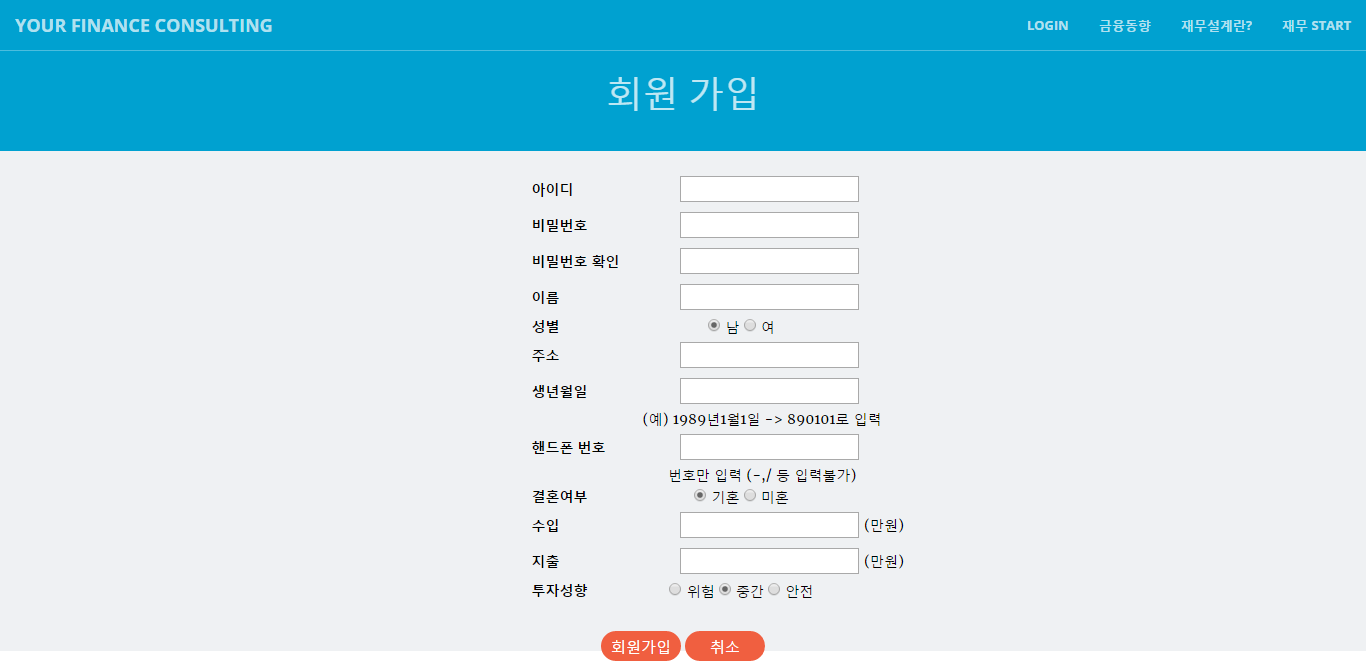 YOUR FINANCE CONSULTING LOGIN 금융동향 재무설계란? 재무 START
회원 가입
아이디
비밀번호
비밀번호 확인
이름
성별 남 여
주소
생년월일
(예) 1989년1월1일 -> 890101로 입력
핸드폰 번호
번호만 입력 (-,/ 등 입력불가)
결혼여부 기혼 미혼
수입 (만원)
지출 (만원)
투자성향 위험 중간 안전
회원가입 취소